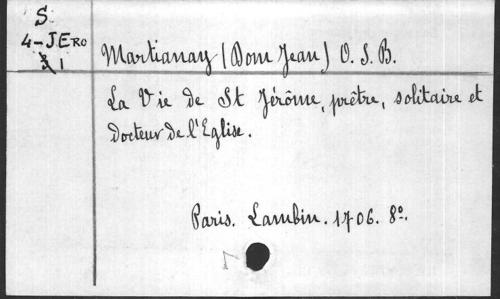 S.
4-JERO
1
Martianay (Dom Jean) O. S. B.
La Vie de St Jérôme, prêtre, solitaire et
docteur de l'Eglise.
Paris. Lambin. 1706. 8º.